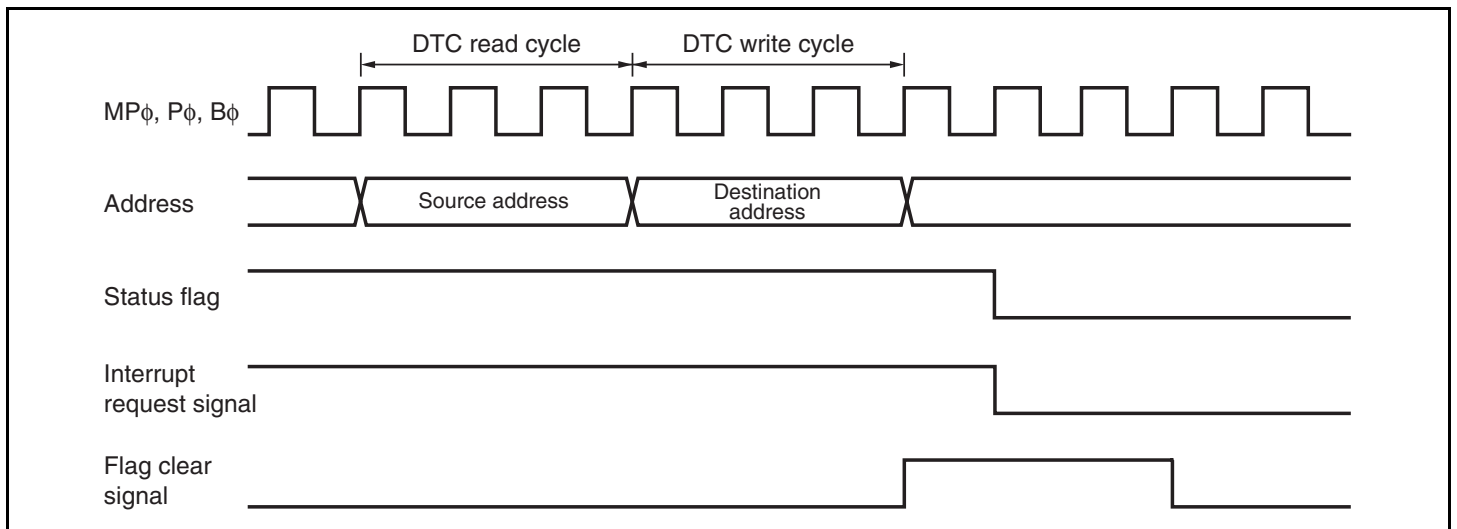 DTC read cycle DTC write cycle
MPϕ, Pϕ, Bϕ
Address
Source address
Destination
address
Status flag
Interrupt
request signal
Flag clear
signal